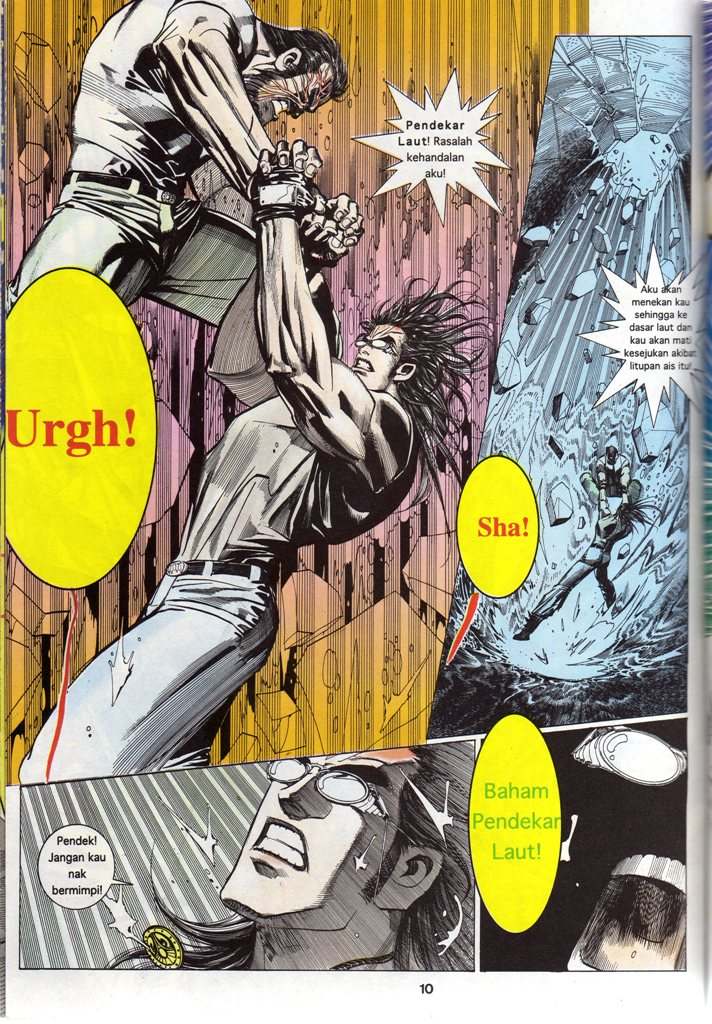 Pendekar
Laut! Rasalah
kehandalan
aku!
Aku akan
menekan kau
sehingga ke
dasar laut dan
kau akan mati
kesejukan akibat
litupan ais itu!
Urgh!
Sha!
Pendek!
Jangan kau
nak
bermimpi!
Baham
Pendekar
Laut!
10